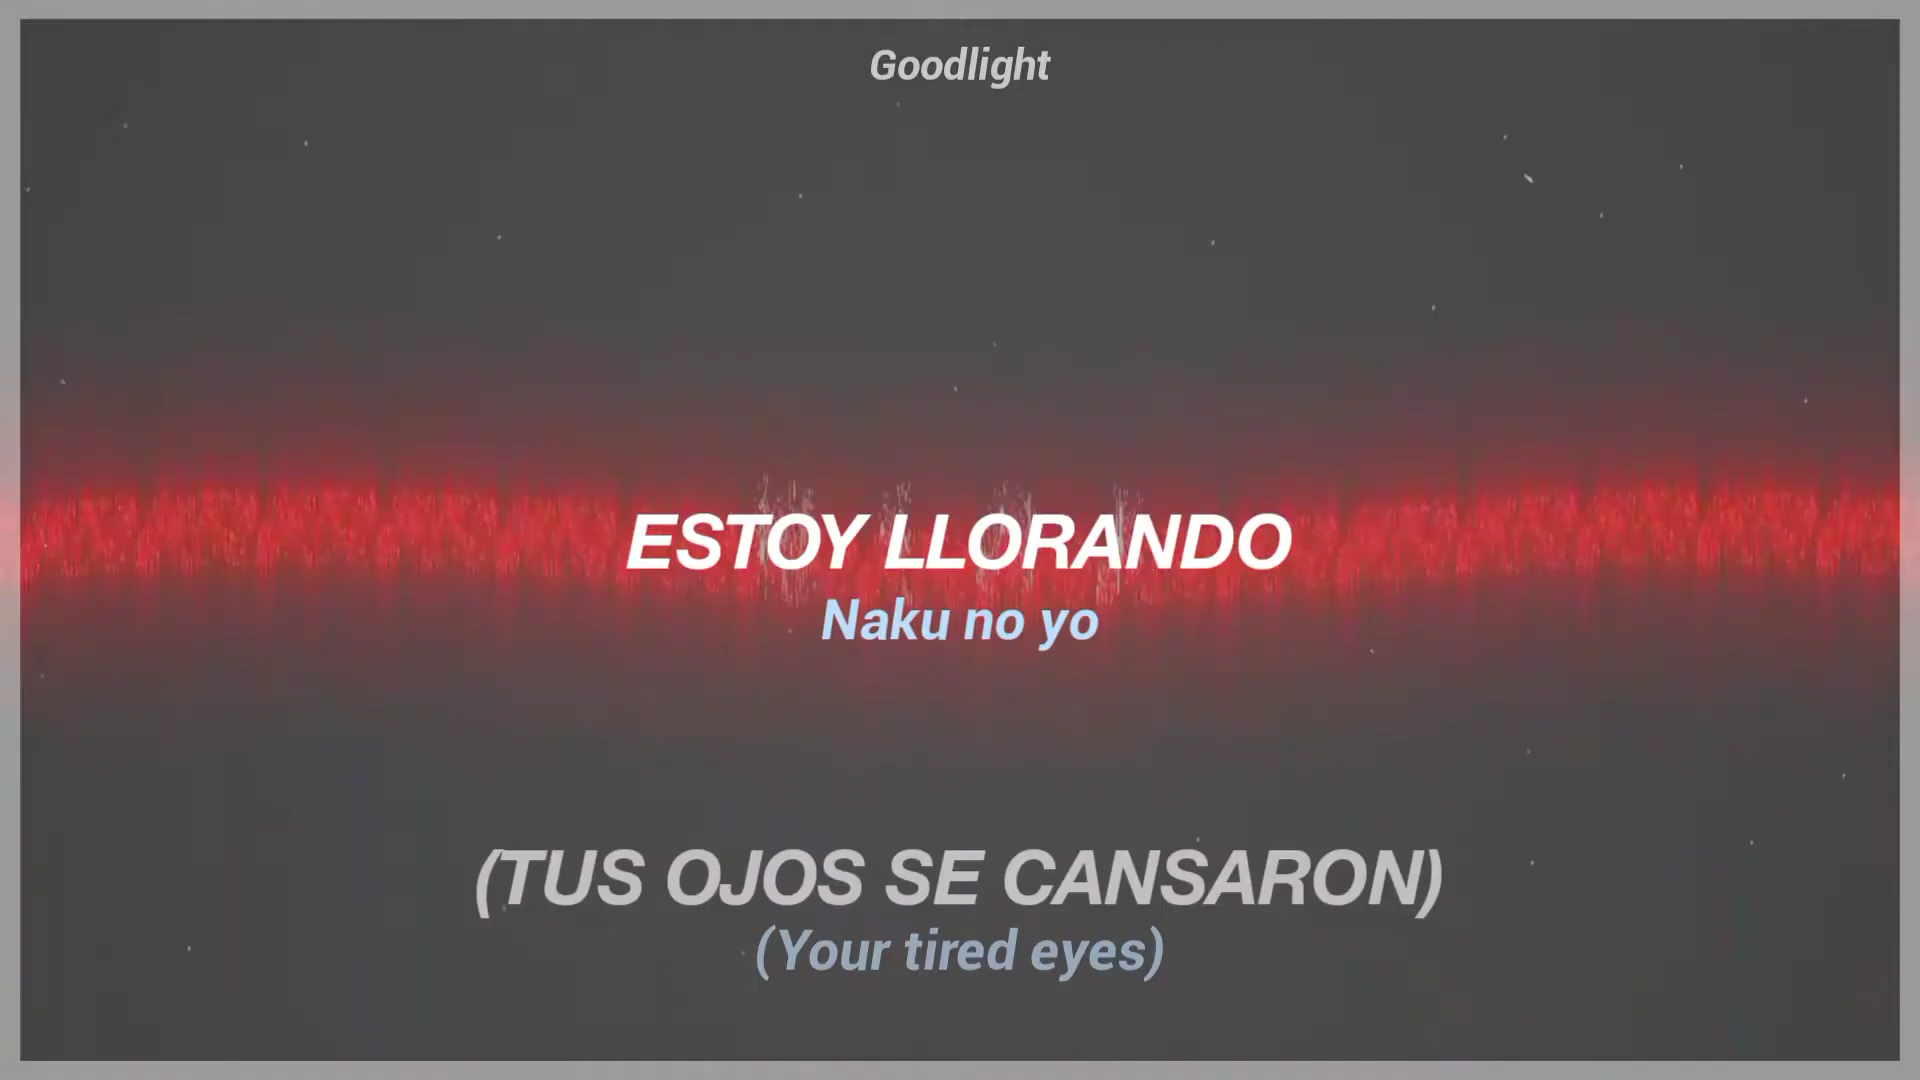 Goodlight
ESTOY LLORANDO
Naku no yo
(TUS OJOS SE CANSARON)
(Your tired eyes)